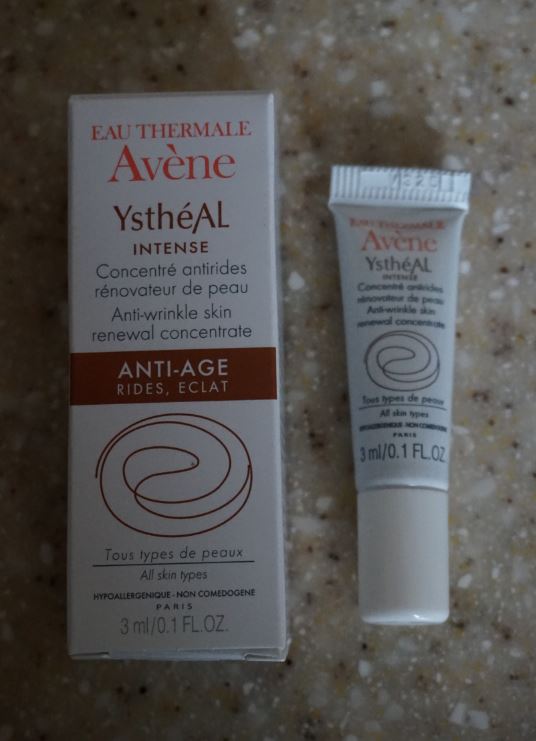 EAU THERMALE
Avène
YsthéAL
INTENSE
Concentré antirides
rénovateur de peau
Anti-wrinkle skin
renewal concentrate
ANTI-AGE
RIDES, ECLAT
Tous types de peaux
All skin types
HYPOALLERGENIQUE - NON COMEDOGENE
PARIS
3 ml/0.1 FL.OZ.
EAU THERMALE
Avène
YsthéAL
INTENSE
Concentré antirides
rénovateur de peau
Anti-wrinkle skin
renewal concentrate
Tous types de peaux
All skin types
HYPOALLERGENIQUE - NON COMEDOGENE
PARIS
3 ml/0.1 FL.OZ.